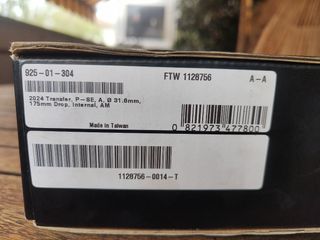 925-01-304
FTW 1128756
A-A
2024 Transfer, P-SE, A, Ø 31.6mm,
175mm Drop, Internal, AM
Made in Taiwan
0 821973 477800
1128756-0014-T